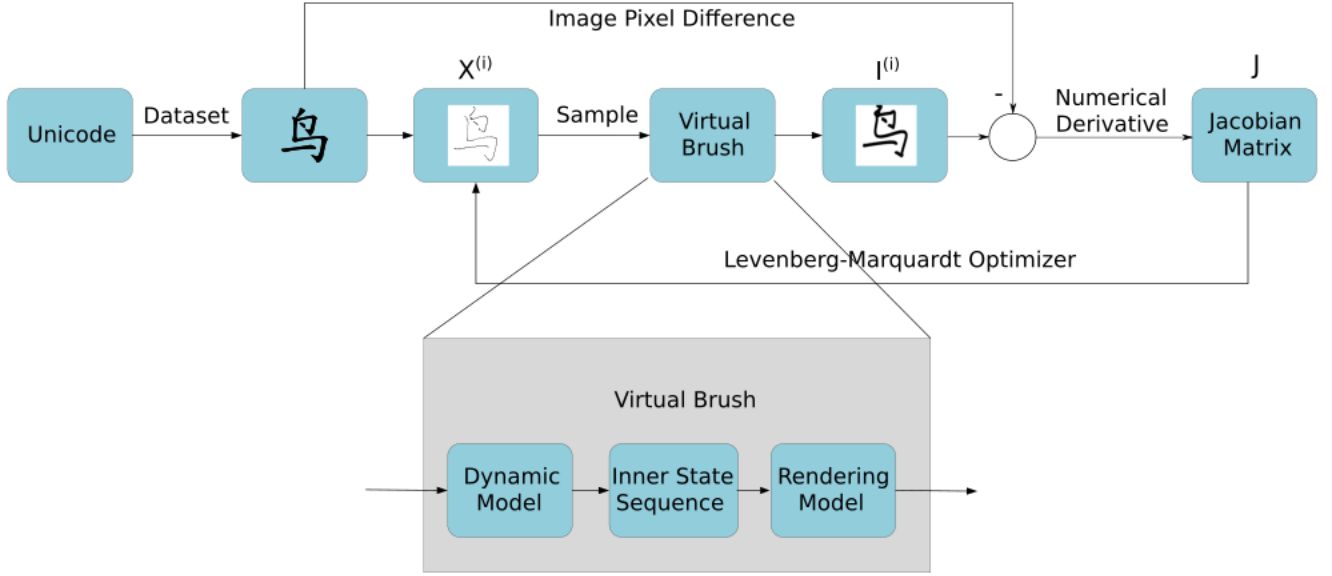 Image Pixel Difference
X(i)
I(i)
J
Unicode
Dataset
鸟
鸟
Sample
Virtual
Brush
鸟
-
Numerical
Derivative
Jacobian
Matrix
Levenberg-Marquardt Optimizer
Virtual Brush
Dynamic
Model
Inner State
Sequence
Rendering
Model